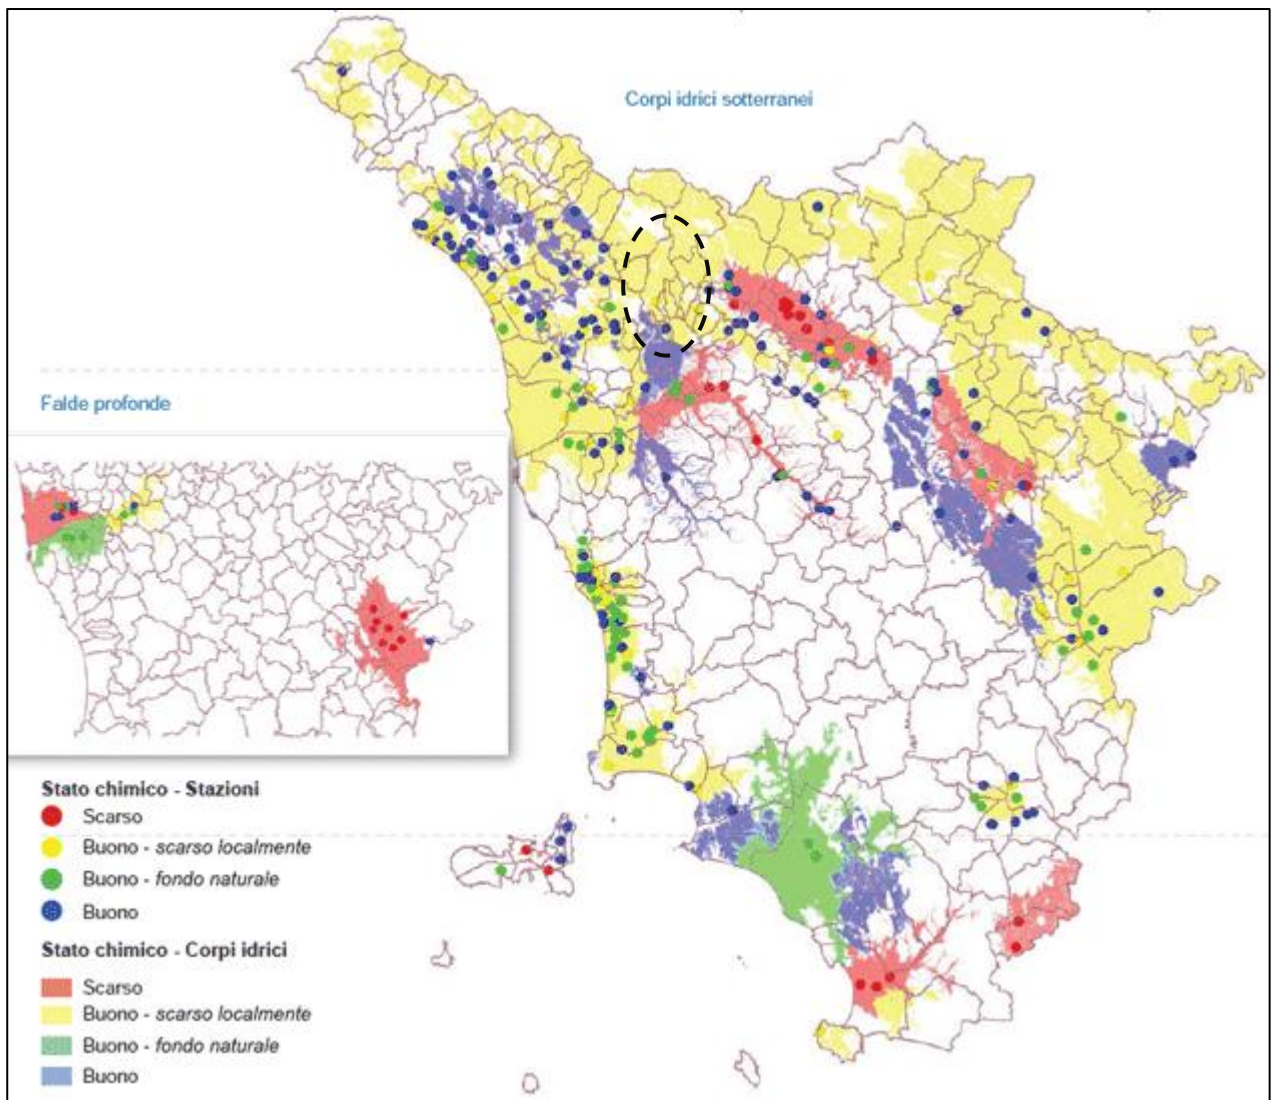 Corpi idrici sotterranei
Falde profonde
Stato chimico - Stazioni
Scarso
Buono - scarso localmente
Buono - fondo naturale
Buono
Stato chimico - Corpi idrici
Scarso
Buono - scarso localmente
Buono - fondo naturale
Buono